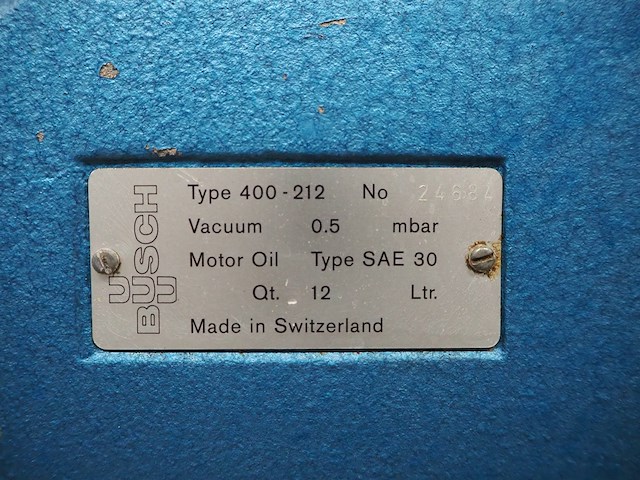 BUSCH
Type 400-212 No 24684
Vacuum 0.5 mbar
Motor Oil Type SAE 30
Qt. 12 Ltr.
Made in Switzerland